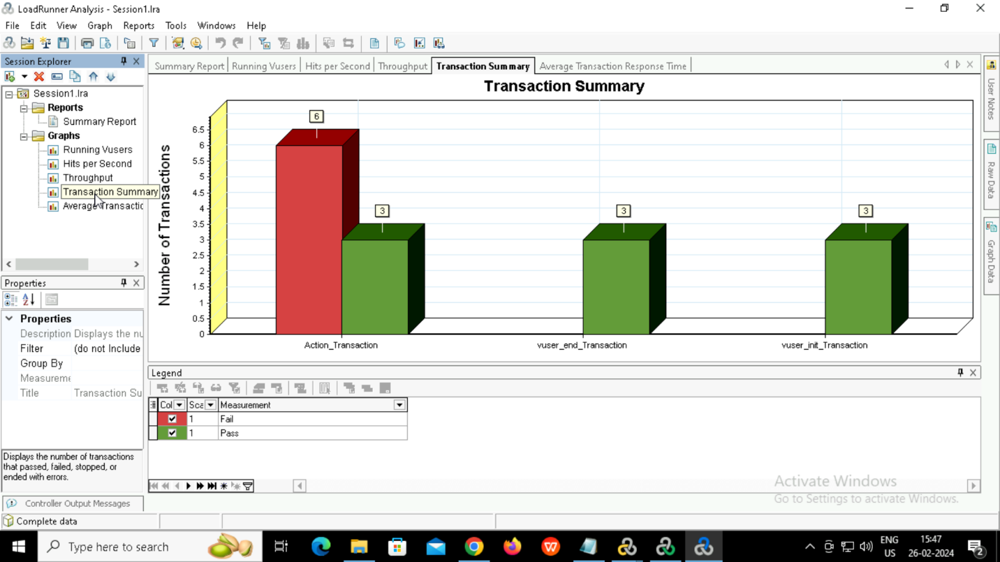 LoadRunner Analysis - Session1.lra
File Edit View Graph Reports Tools Windows Help
Session Explorer
Session1.lra
Reports
Summary Report
Graphs
Running Vusers
Hits per Second
Throughput
Transaction Summary
Average Transactic
Properties
Properties
Description Displays the nu
Filter (do not Include
Group By
Measureme
Title Transaction Su
Displays the number of transactions
that passed, failed, stopped, or
ended with errors.
Controller Output Messages
Complete data
Summary Report Running Vusers Hits per Second Throughput Transaction Summary Average Transaction Response Time
Transaction Summary
Number of Transactions
6.5
6
5.5
5
4.5
4
3.5
3
2.5
2
1.5
1
0.5
0
6
3
3
3
Action_Transaction vuser_end_Transaction vuser_init_Transaction
Legend
Col Sca Measurement
1 Fail
1 Pass
User Notes
Raw Data
Graph Data
Activate Windows
Go to Settings to activate Windows.
Type here to search
ENG
US
15:47
26-02-2024
2